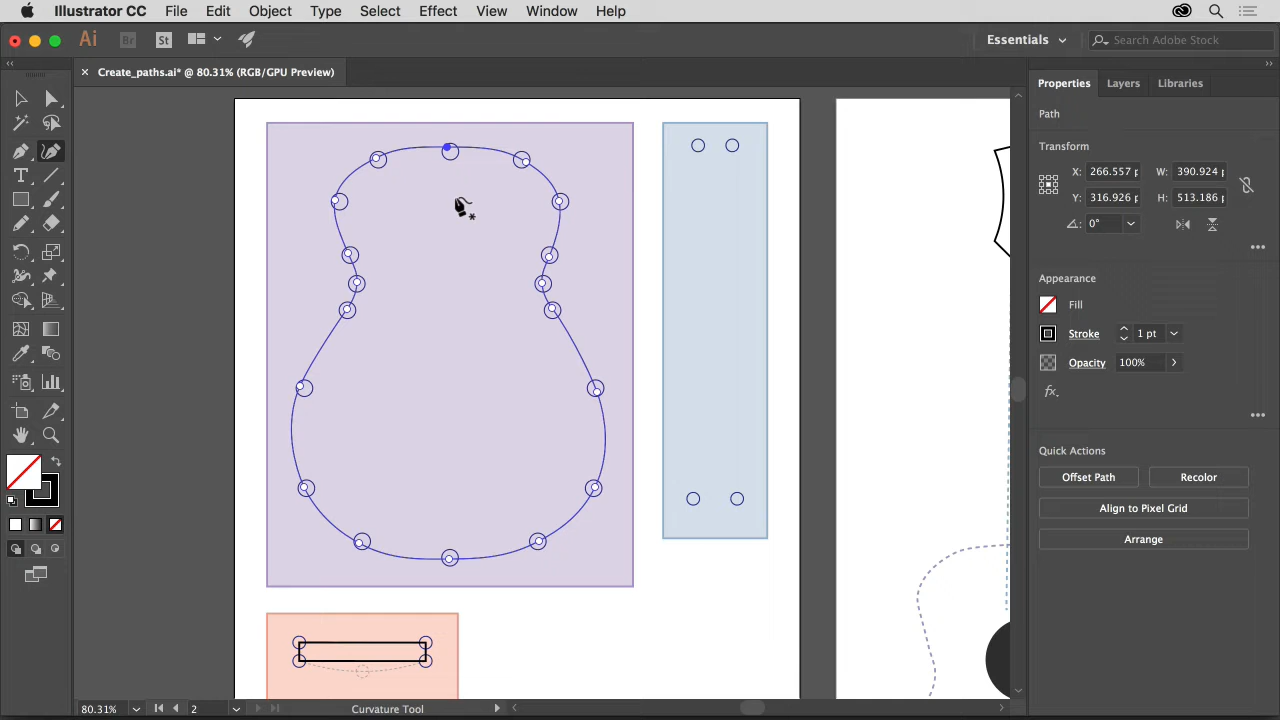 Illustrator CC File Edit Object Type Select Effect View Window Help
Ai Br St Essentials Search Adobe Stock
× Create_paths.ai* @ 80.31% (RGB/GPU Preview)
Properties Layers Libraries
Path
Transform
X: 266.557 p W: 390.924 p
Y: 316.926 p H: 513.186 p
0°
Appearance
Fill
Stroke 1 pt
Opacity 100%
fx.
Quick Actions
Offset Path Recolor
Align to Pixel Grid
Arrange
80.31% 2 Curvature Tool